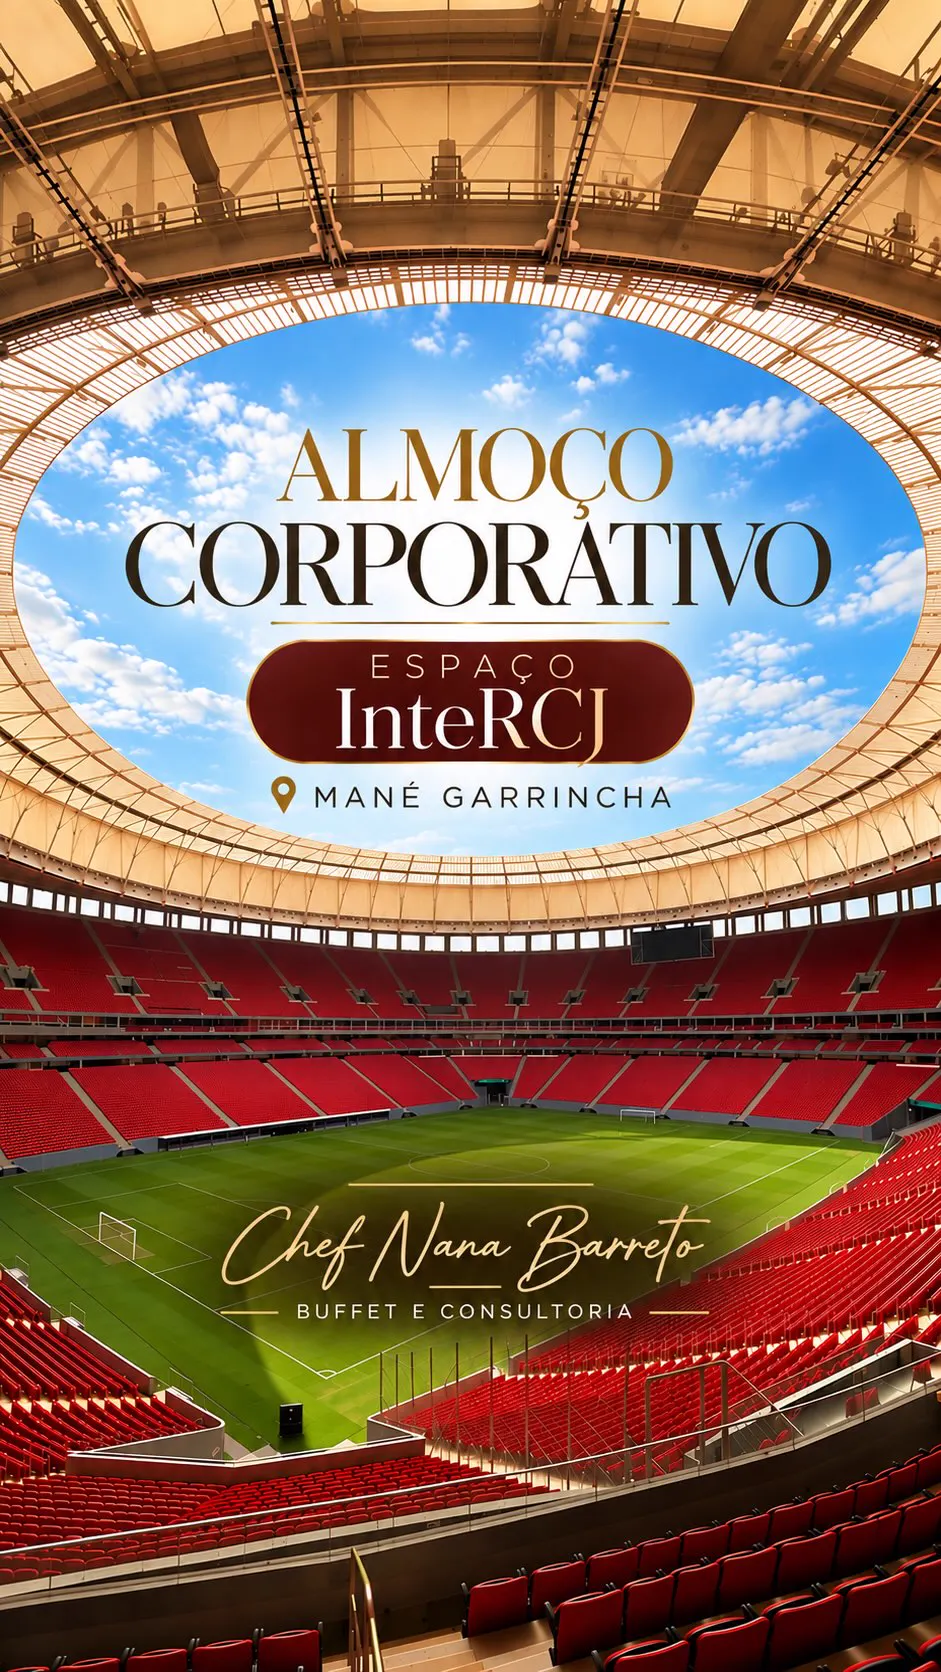 ALMOÇO
CORPORATIVO
ESPAÇO
InteRCJ
MANÉ GARRINCHA
Chef Nana Barreto
BUFFET E CONSULTORIA